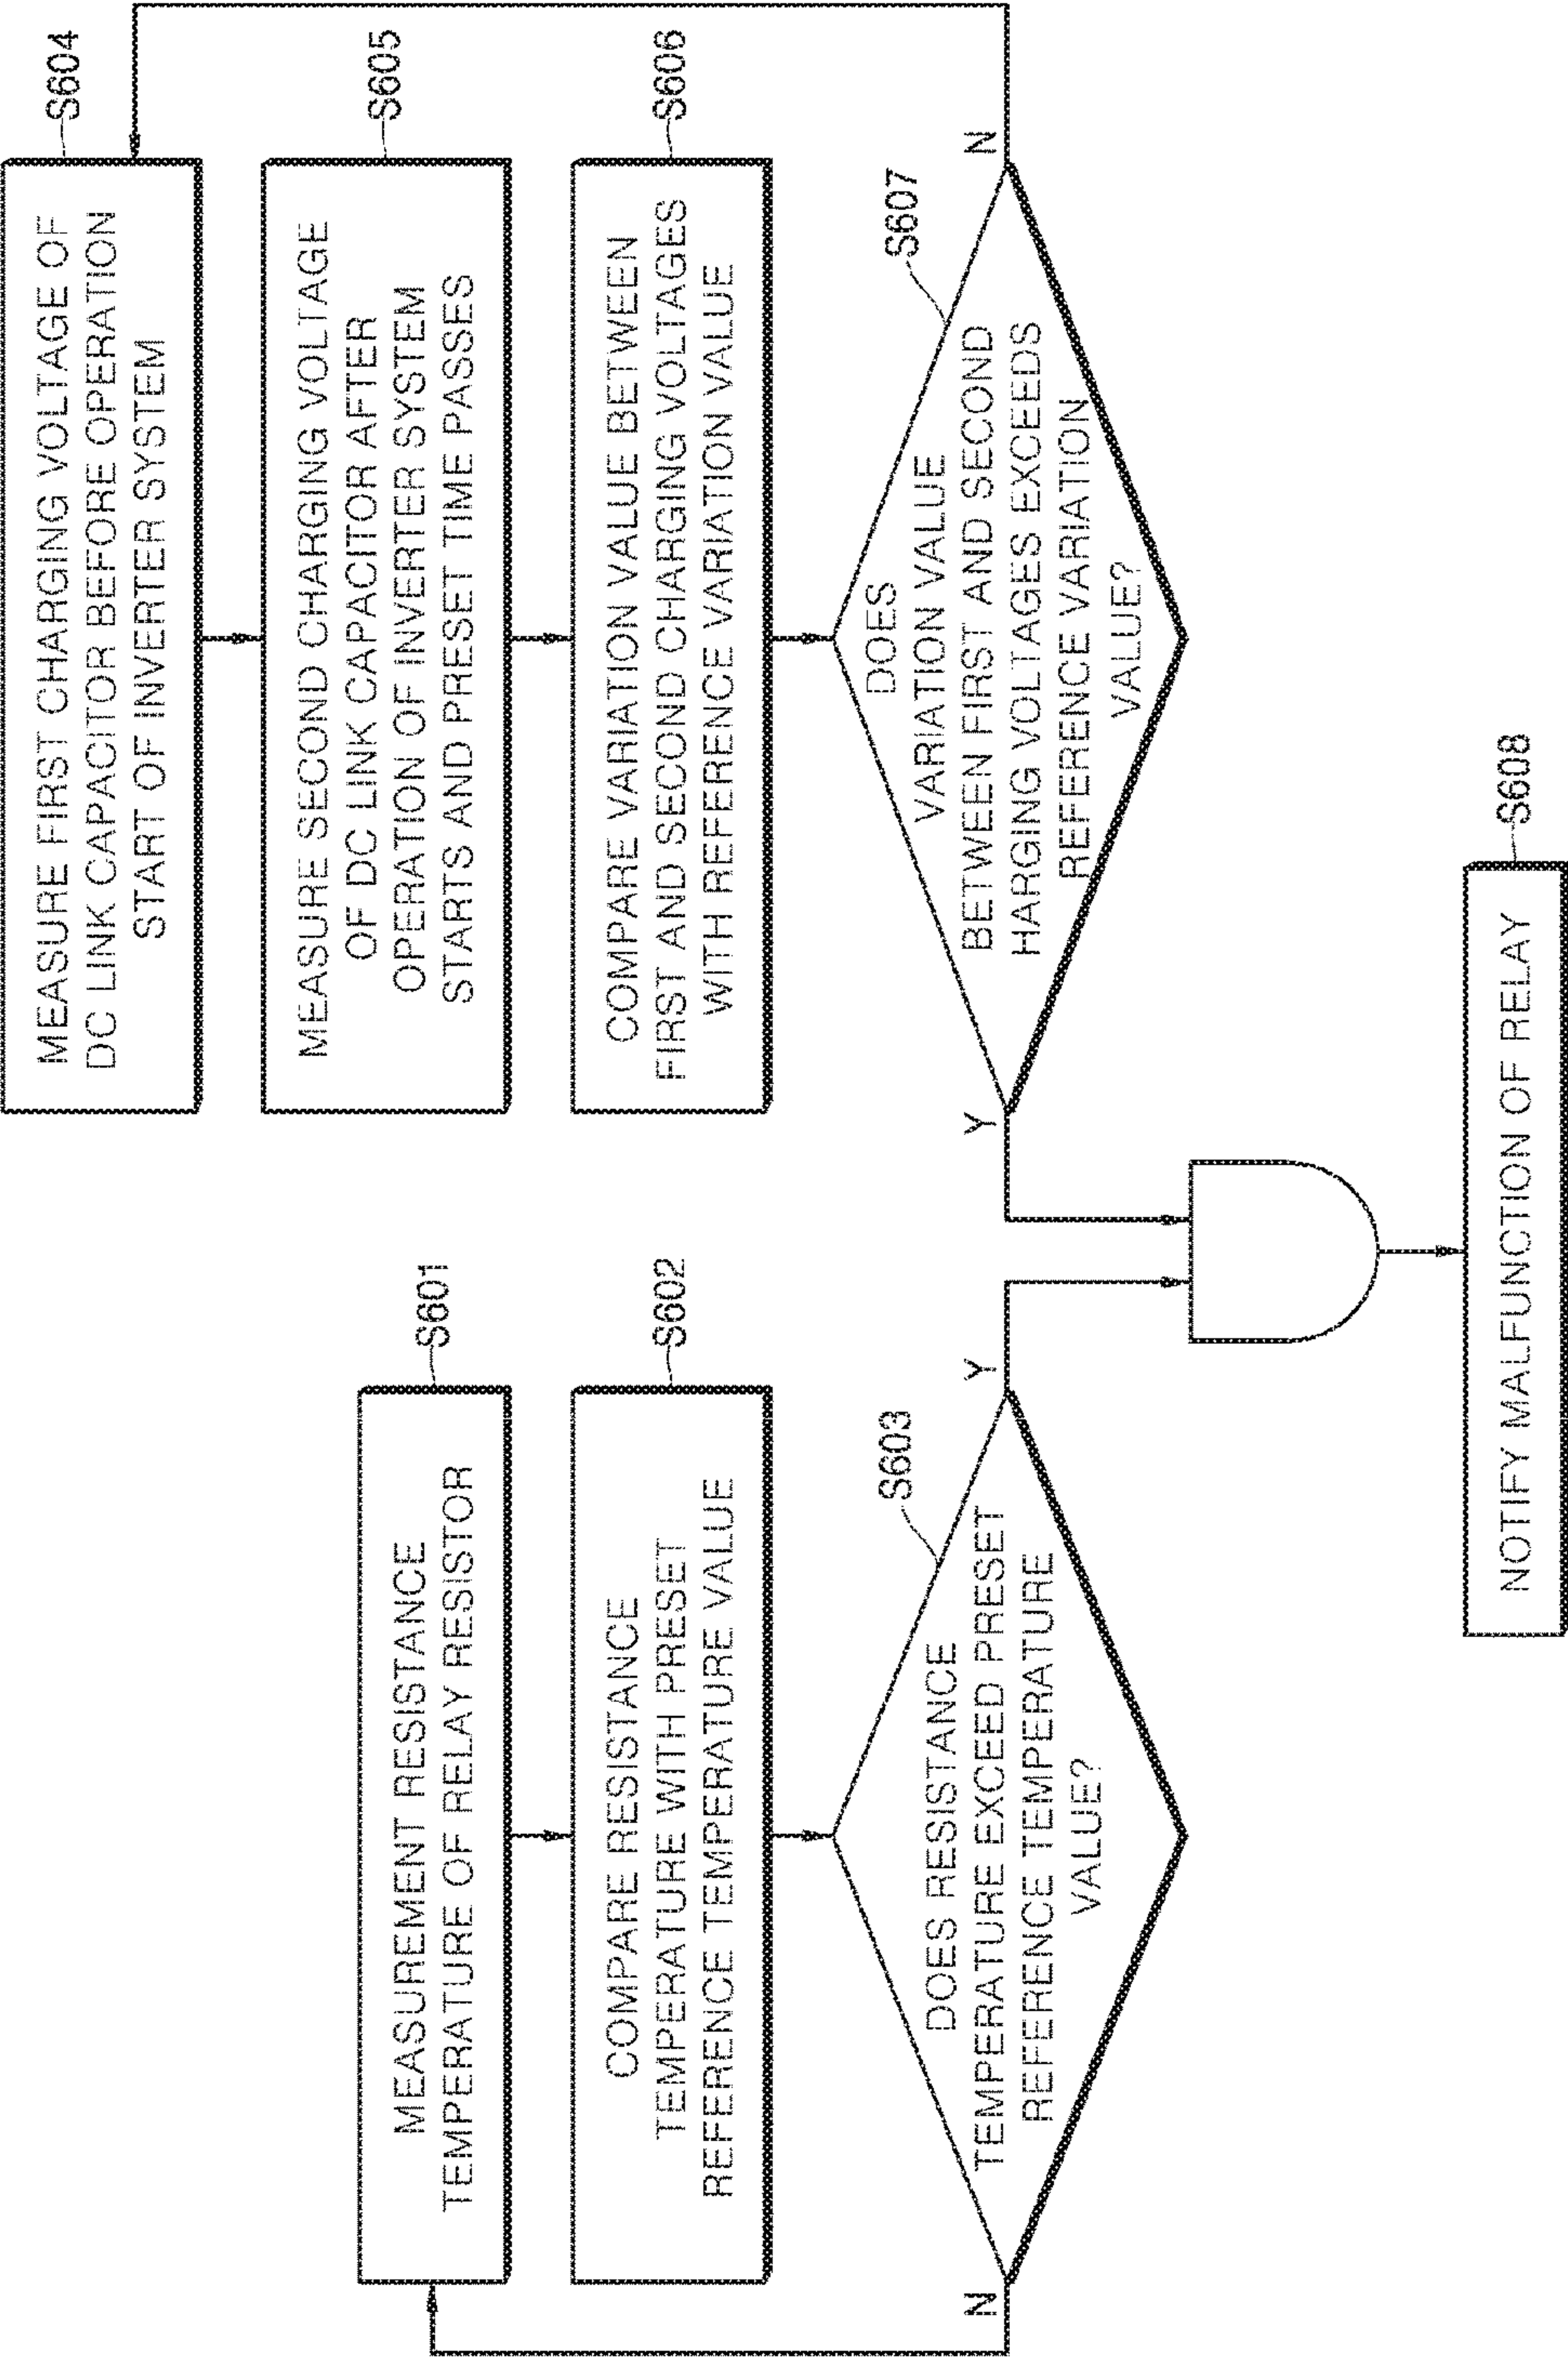 S601
MEASUREMENT RESISTANCE
TEMPERATURE OF RELAY RESISTOR
S602
COMPARE RESISTANCE
TEMPERATURE WITH PRESET
REFERENCE TEMPERATURE VALUE
S603
DOES RESISTANCE
TEMPERATURE EXCEED PRESET
REFERENCE TEMPERATURE
VALUE?
N
Y
S604
MEASURE FIRST CHARGING VOLTAGE OF
DC LINK CAPACITOR BEFORE OPERATION
START OF INVERTER SYSTEM
S605
MEASURE SECOND CHARGING VOLTAGE
OF DC LINK CAPACITOR AFTER
OPERATION OF INVERTER SYSTEM
STARTS AND PRESET TIME PASSES
S606
COMPARE VARIATION VALUE BETWEEN
FIRST AND SECOND CHARGING VOLTAGES
WITH REFERENCE VARIATION VALUE
S607
DOES
VARIATION VALUE
BETWEEN FIRST AND SECOND
HARGING VOLTAGES EXCEEDS
REFERENCE VARIATION
VALUE?
Y
N
S608
NOTIFY MALFUNCTION OF RELAY